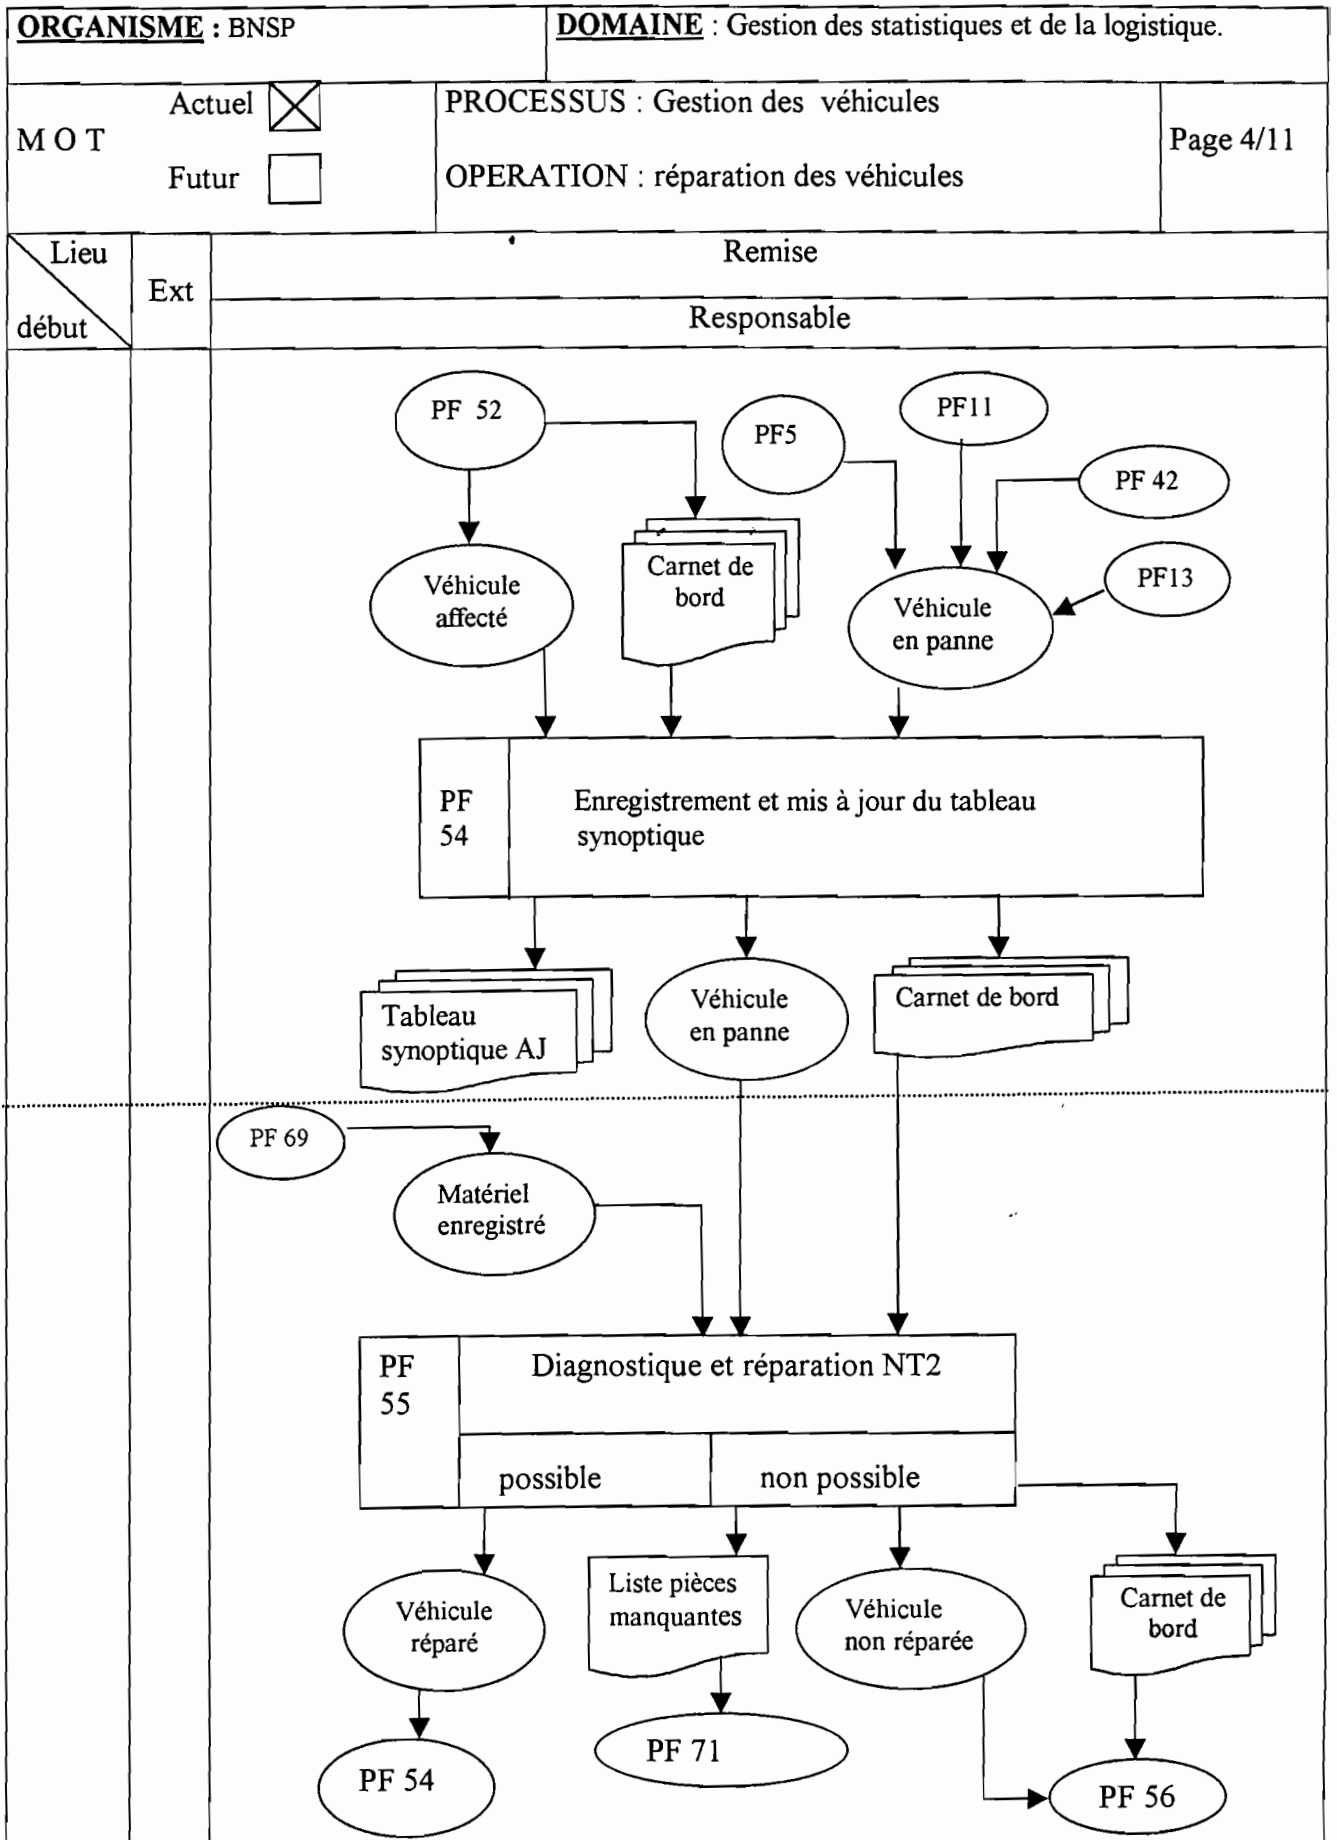 ORGANISME : BNSP
DOMAINE : Gestion des statistiques et de la logistique.
M O T
Actuel
Futur
PROCESSUS : Gestion des véhicules
OPERATION : réparation des véhicules
Page 4/11
Lieu
début
Ext
Remise
Responsable
PF 52
PF5
PF11
PF 42
PF13
Véhicule
affecté
Carnet de
bord
Véhicule
en panne
PF
54
Enregistrement et mis à jour du tableau
synoptique
Tableau
synoptique AJ
Véhicule
en panne
Carnet de bord
PF 69
Matériel
enregistré
PF
55
Diagnostique et réparation NT2
possible
non possible
Véhicule
réparé
Liste pièces
manquantes
Véhicule
non réparée
Carnet de
bord
PF 54
PF 71
PF 56